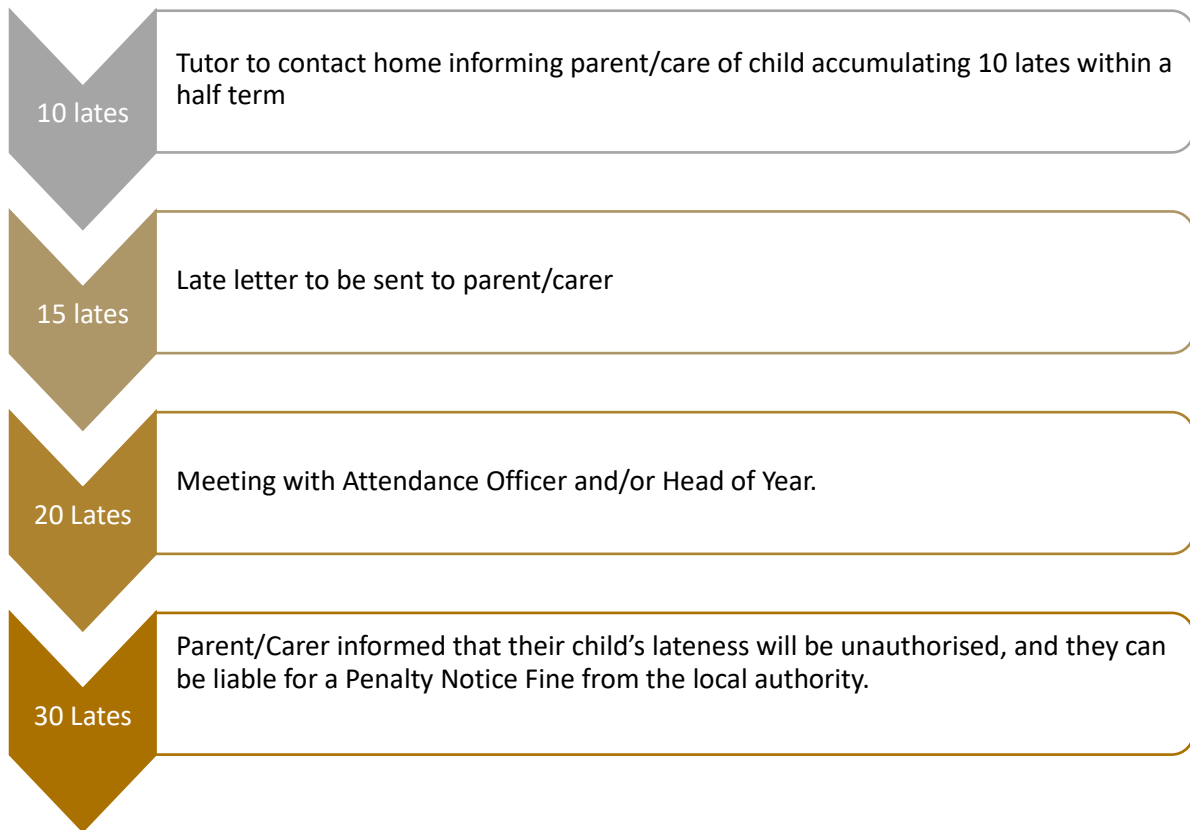 10 lates
Tutor to contact home informing parent/care of child accumulating 10 lates within a
half term
15 lates
Late letter to be sent to parent/carer
20 Lates
Meeting with Attendance Officer and/or Head of Year.
30 Lates
Parent/Carer informed that their child’s lateness will be unauthorised, and they can
be liable for a Penalty Notice Fine from the local authority.